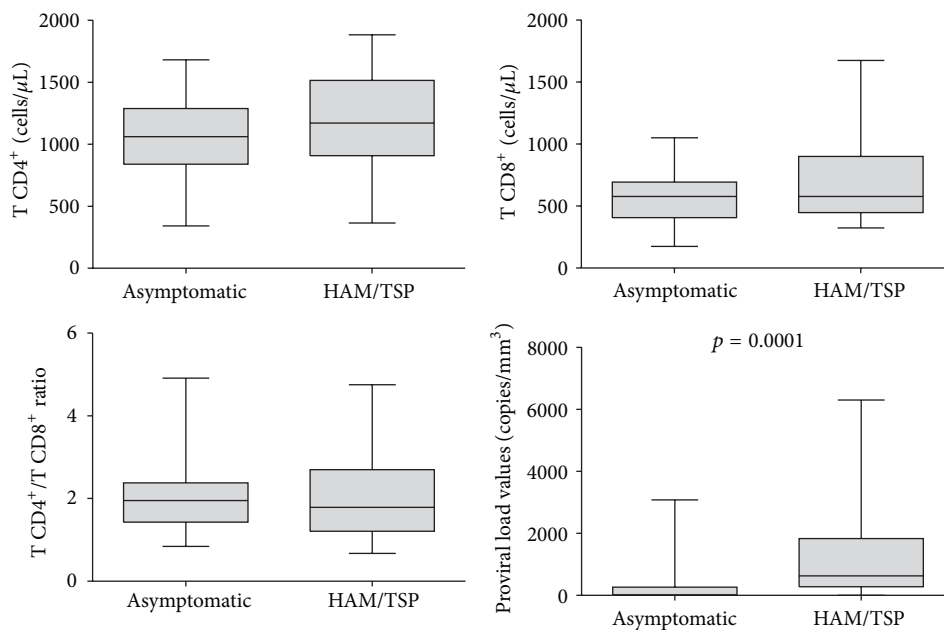 T CD4⁺ (cells/μL)
2000
1500
1000
500
0
Asymptomatic
HAM/TSP
T CD8⁺ (cells/μL)
2000
1500
1000
500
0
Asymptomatic
HAM/TSP
T CD4⁺/T CD8⁺ ratio
6
4
2
0
Asymptomatic
HAM/TSP
Proviral load values (copies/mm³)
p = 0.0001
8000
6000
4000
2000
0
Asymptomatic
HAM/TSP